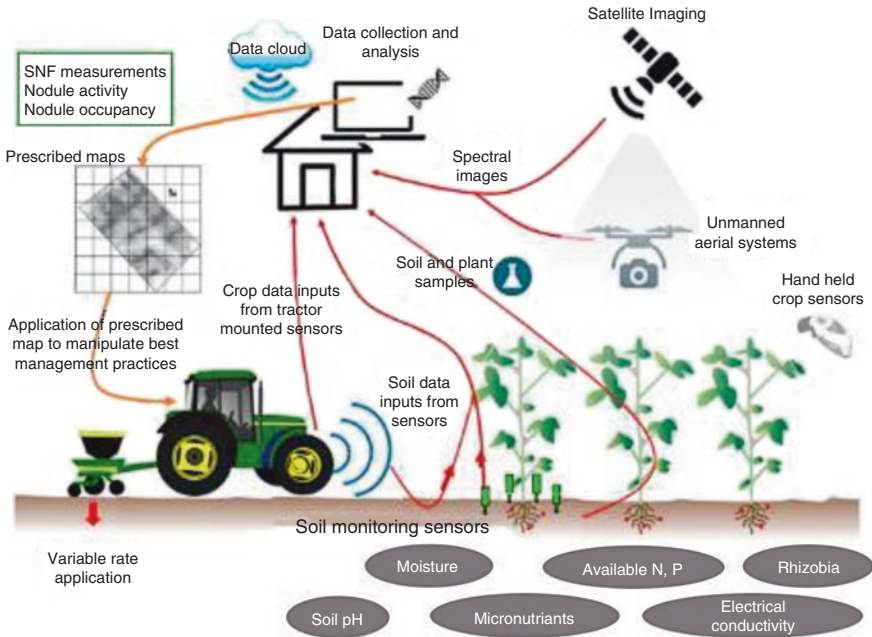 Satellite Imaging
Data collection and
analysis
Data cloud
SNF measurements
Nodule activity
Nodule occupancy
Prescribed maps
Spectral
images
Unmanned
aerial systems
Soil and plant
samples
Hand held
crop sensors
Crop data inputs
from tractor
mounted sensors
Application of prescribed
map to manipulate best
management practices
Soil data
inputs from
sensors
Soil monitoring sensors
Variable rate
application
Moisture
Available N, P
Rhizobia
Soil pH
Micronutriants
Electrical
conductivity